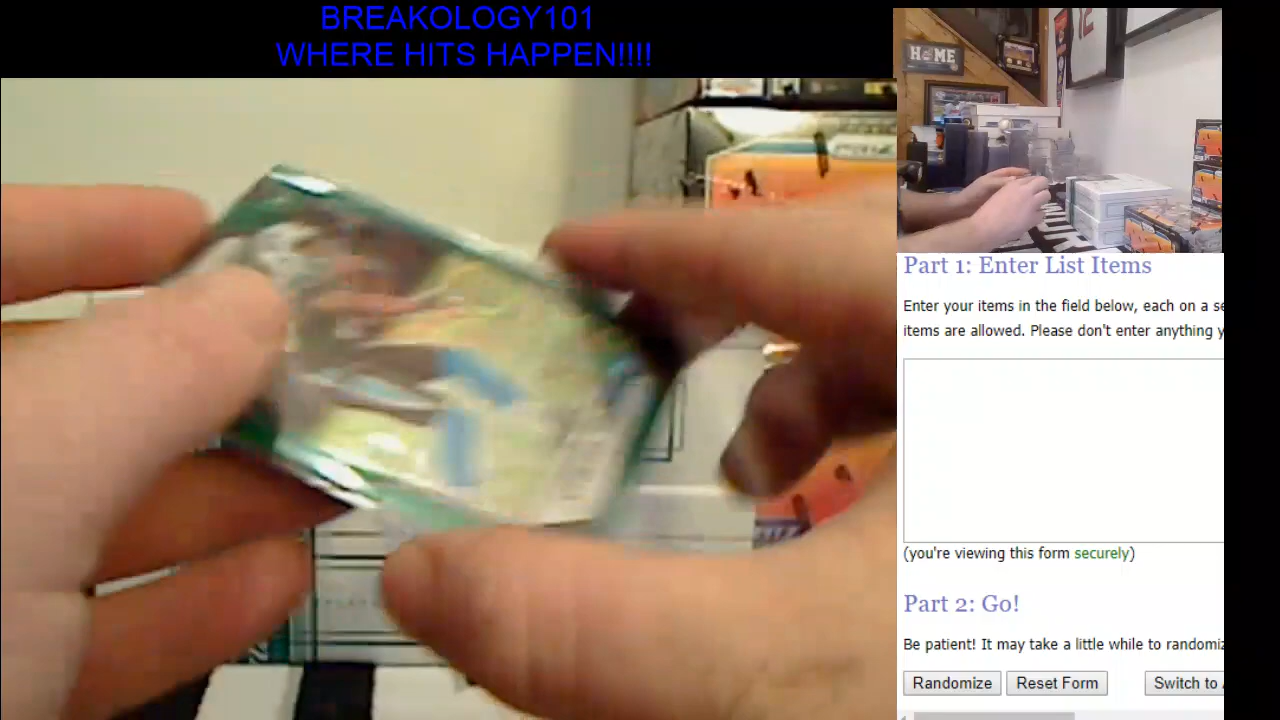 BREAKOLOGY101
WHERE HITS HAPPEN!!!!
HOME
12
Part 1: Enter List Items
Enter your items in the field below, each on a se
items are allowed. Please don't enter anything y
(you're viewing this form securely)
Part 2: Go!
Be patient! It may take a little while to randomiz
Randomize
Reset Form
Switch to